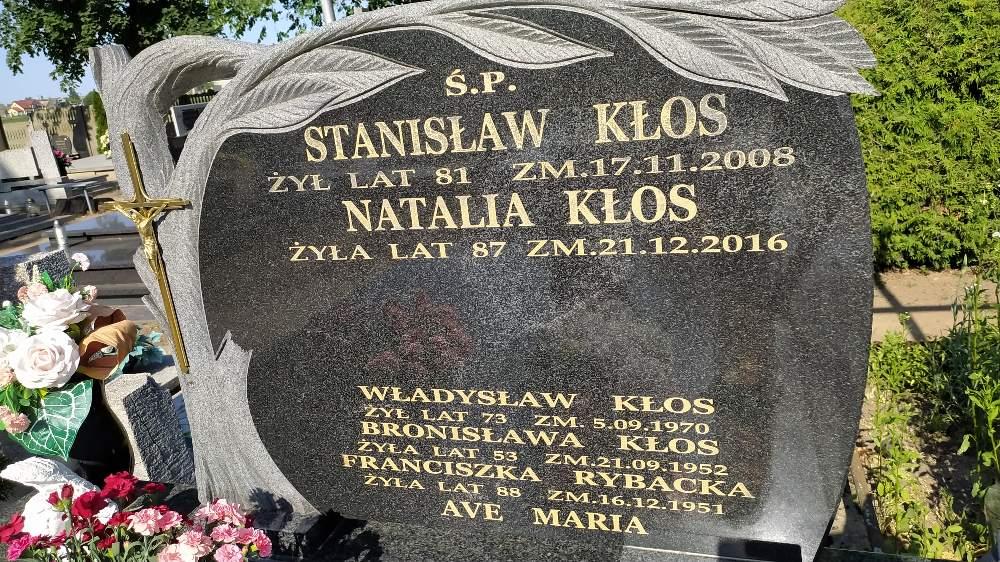 Ś.P.
STANISŁAW KŁOS
ŻYŁ LAT 81 ZM.17.11.2008
NATALIA KŁOS
ŻYŁA LAT 87 ZM.21.12.2016
WŁADYSŁAW KŁOS
ŻYŁ LAT 73 ZM. 5.09.1970
BRONISŁAWA KŁOS
ŻYŁA LAT 53 ZM.21.09.1952
FRANCISZKA RYBACKA
ŻYŁA LAT 88 ZM.16.12.1951
AVE MARIA